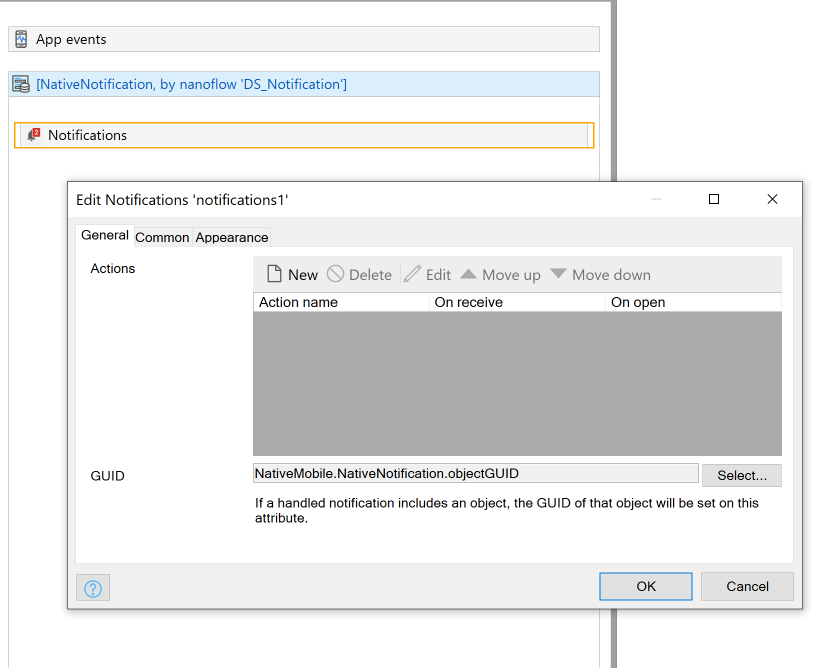 App events
[NativeNotification, by nanoflow 'DS_Notification']
2
Notifications
Edit Notifications 'notifications1'
General Common Appearance
Actions
New Delete Edit Move up Move down
Action name On receive On open
GUID
NativeMobile.NativeNotification.objectGUID
Select...
If a handled notification includes an object, the GUID of that object will be set on this
attribute.
?
OK Cancel